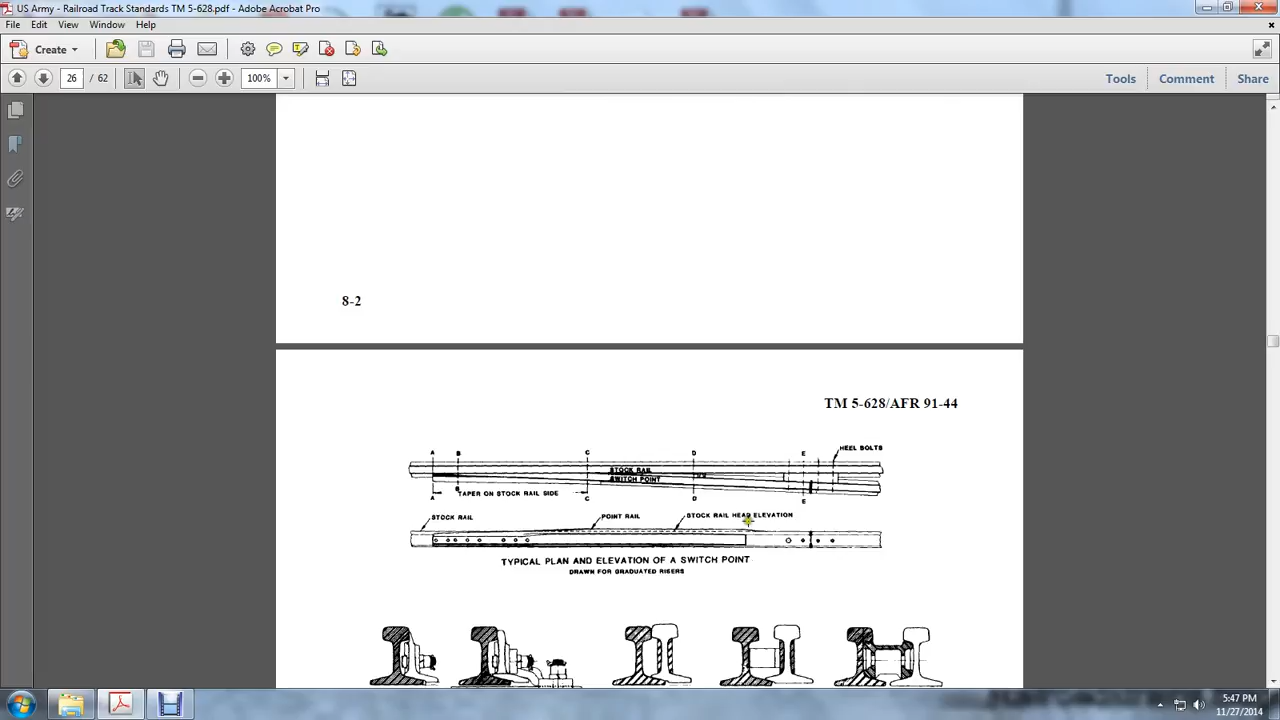 US Army - Railroad Track Standards TM 5-628.pdf - Adobe Acrobat Pro
File Edit View Window Help
Create
26 / 62 100% Tools Comment Share
8-2
TM 5-628/AFR 91-44
HEEL BOLTS
A B C D E
STOCK RAIL
SWITCH POINT
B TAPER ON STOCK RAIL SIDE
A C D E
STOCK RAIL POINT RAIL STOCK RAIL HEAD ELEVATION
TYPICAL PLAN AND ELEVATION OF A SWITCH POINT
DRAWN FOR GRADUATED RISERS
5:47 PM
11/27/2014